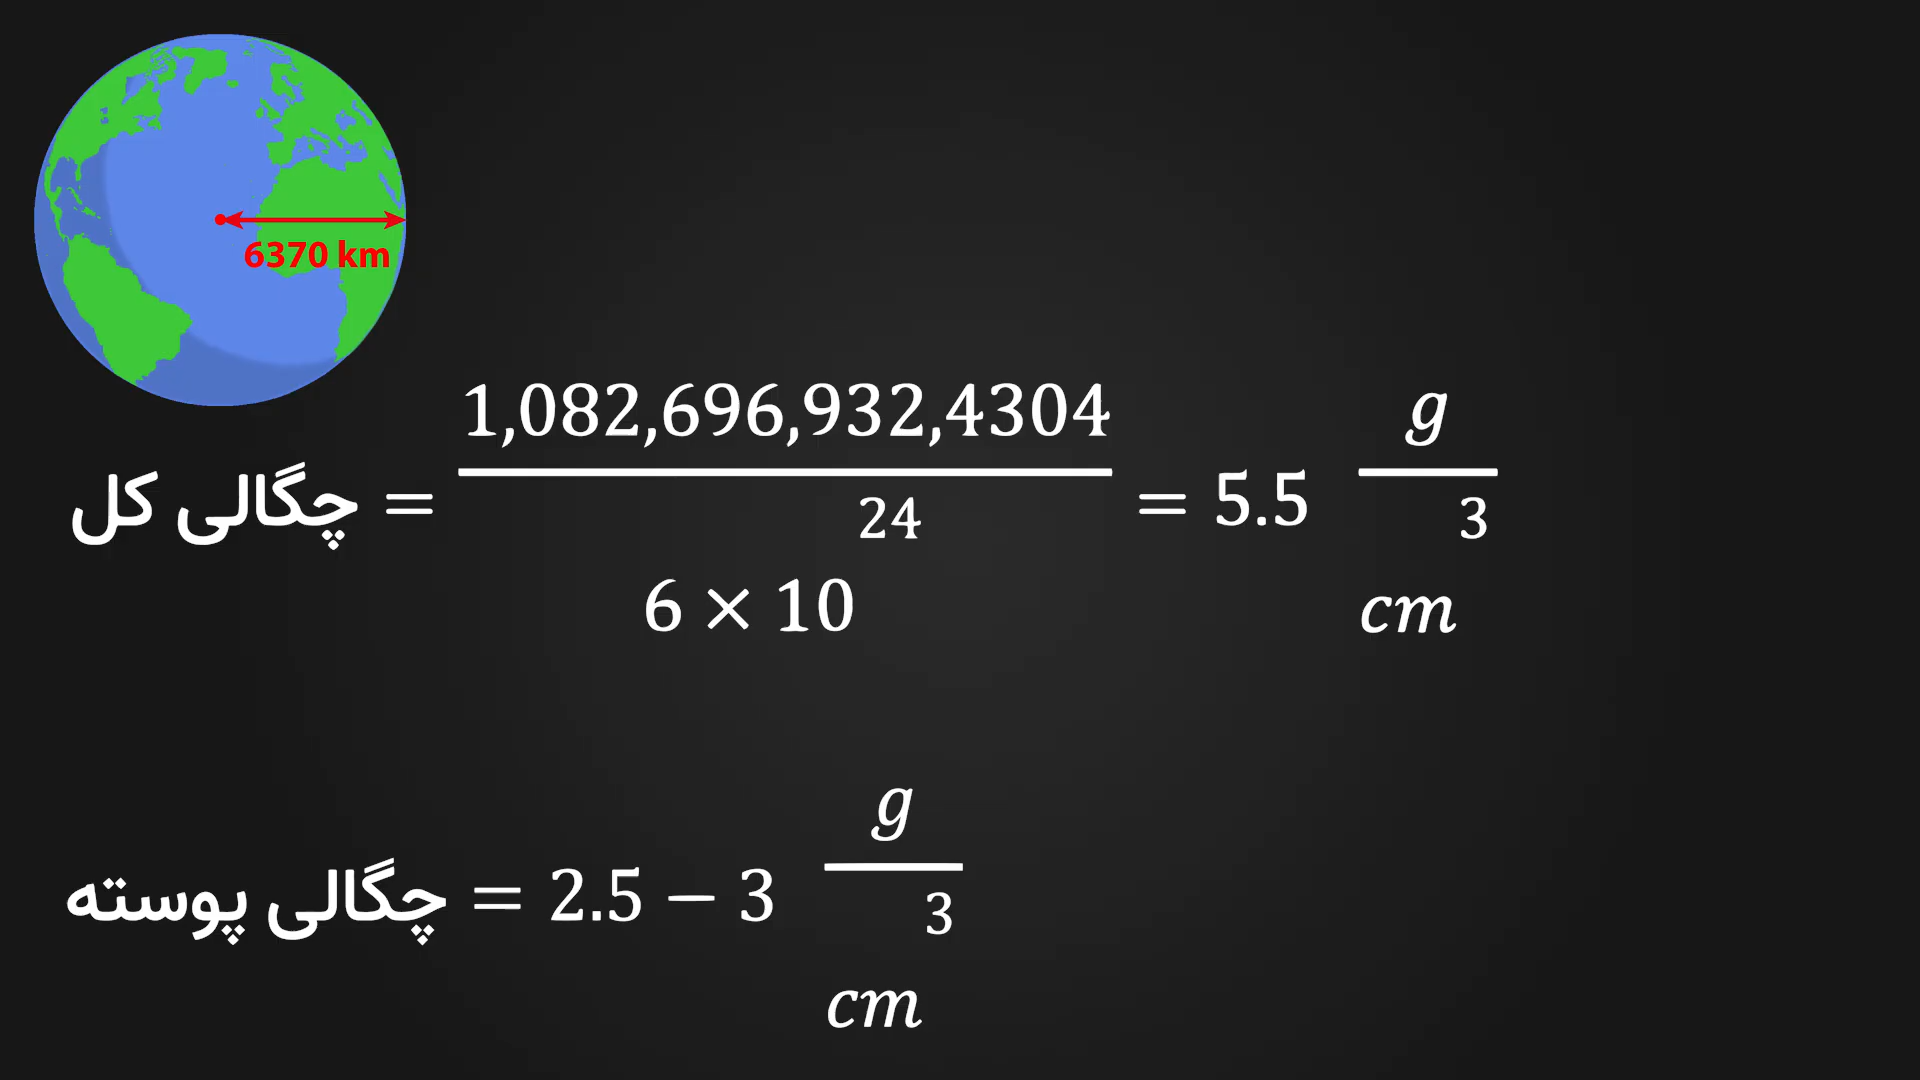 6370 km
چگالی کل = 1,082,696,932,4304 / 6 × 10^24 = 5.5 g / cm^3
چگالی پوسته = 2.5 − 3 g / cm^3